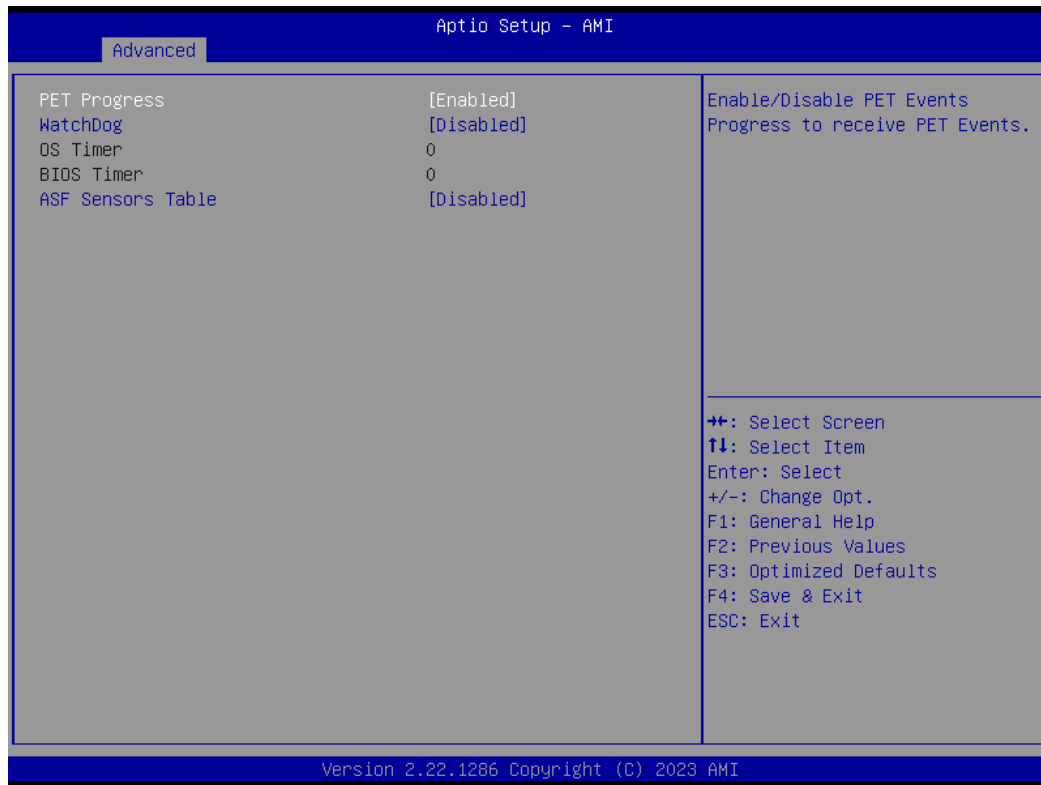 Aptio Setup – AMI
Advanced
PET Progress [Enabled]
WatchDog [Disabled]
OS Timer 0
BIOS Timer 0
ASF Sensors Table [Disabled]
Enable/Disable PET Events
Progress to receive PET Events.
→←: Select Screen
↑↓: Select Item
Enter: Select
+/-: Change Opt.
F1: General Help
F2: Previous Values
F3: Optimized Defaults
F4: Save & Exit
ESC: Exit
Version 2.22.1286 Copyright (C) 2023 AMI